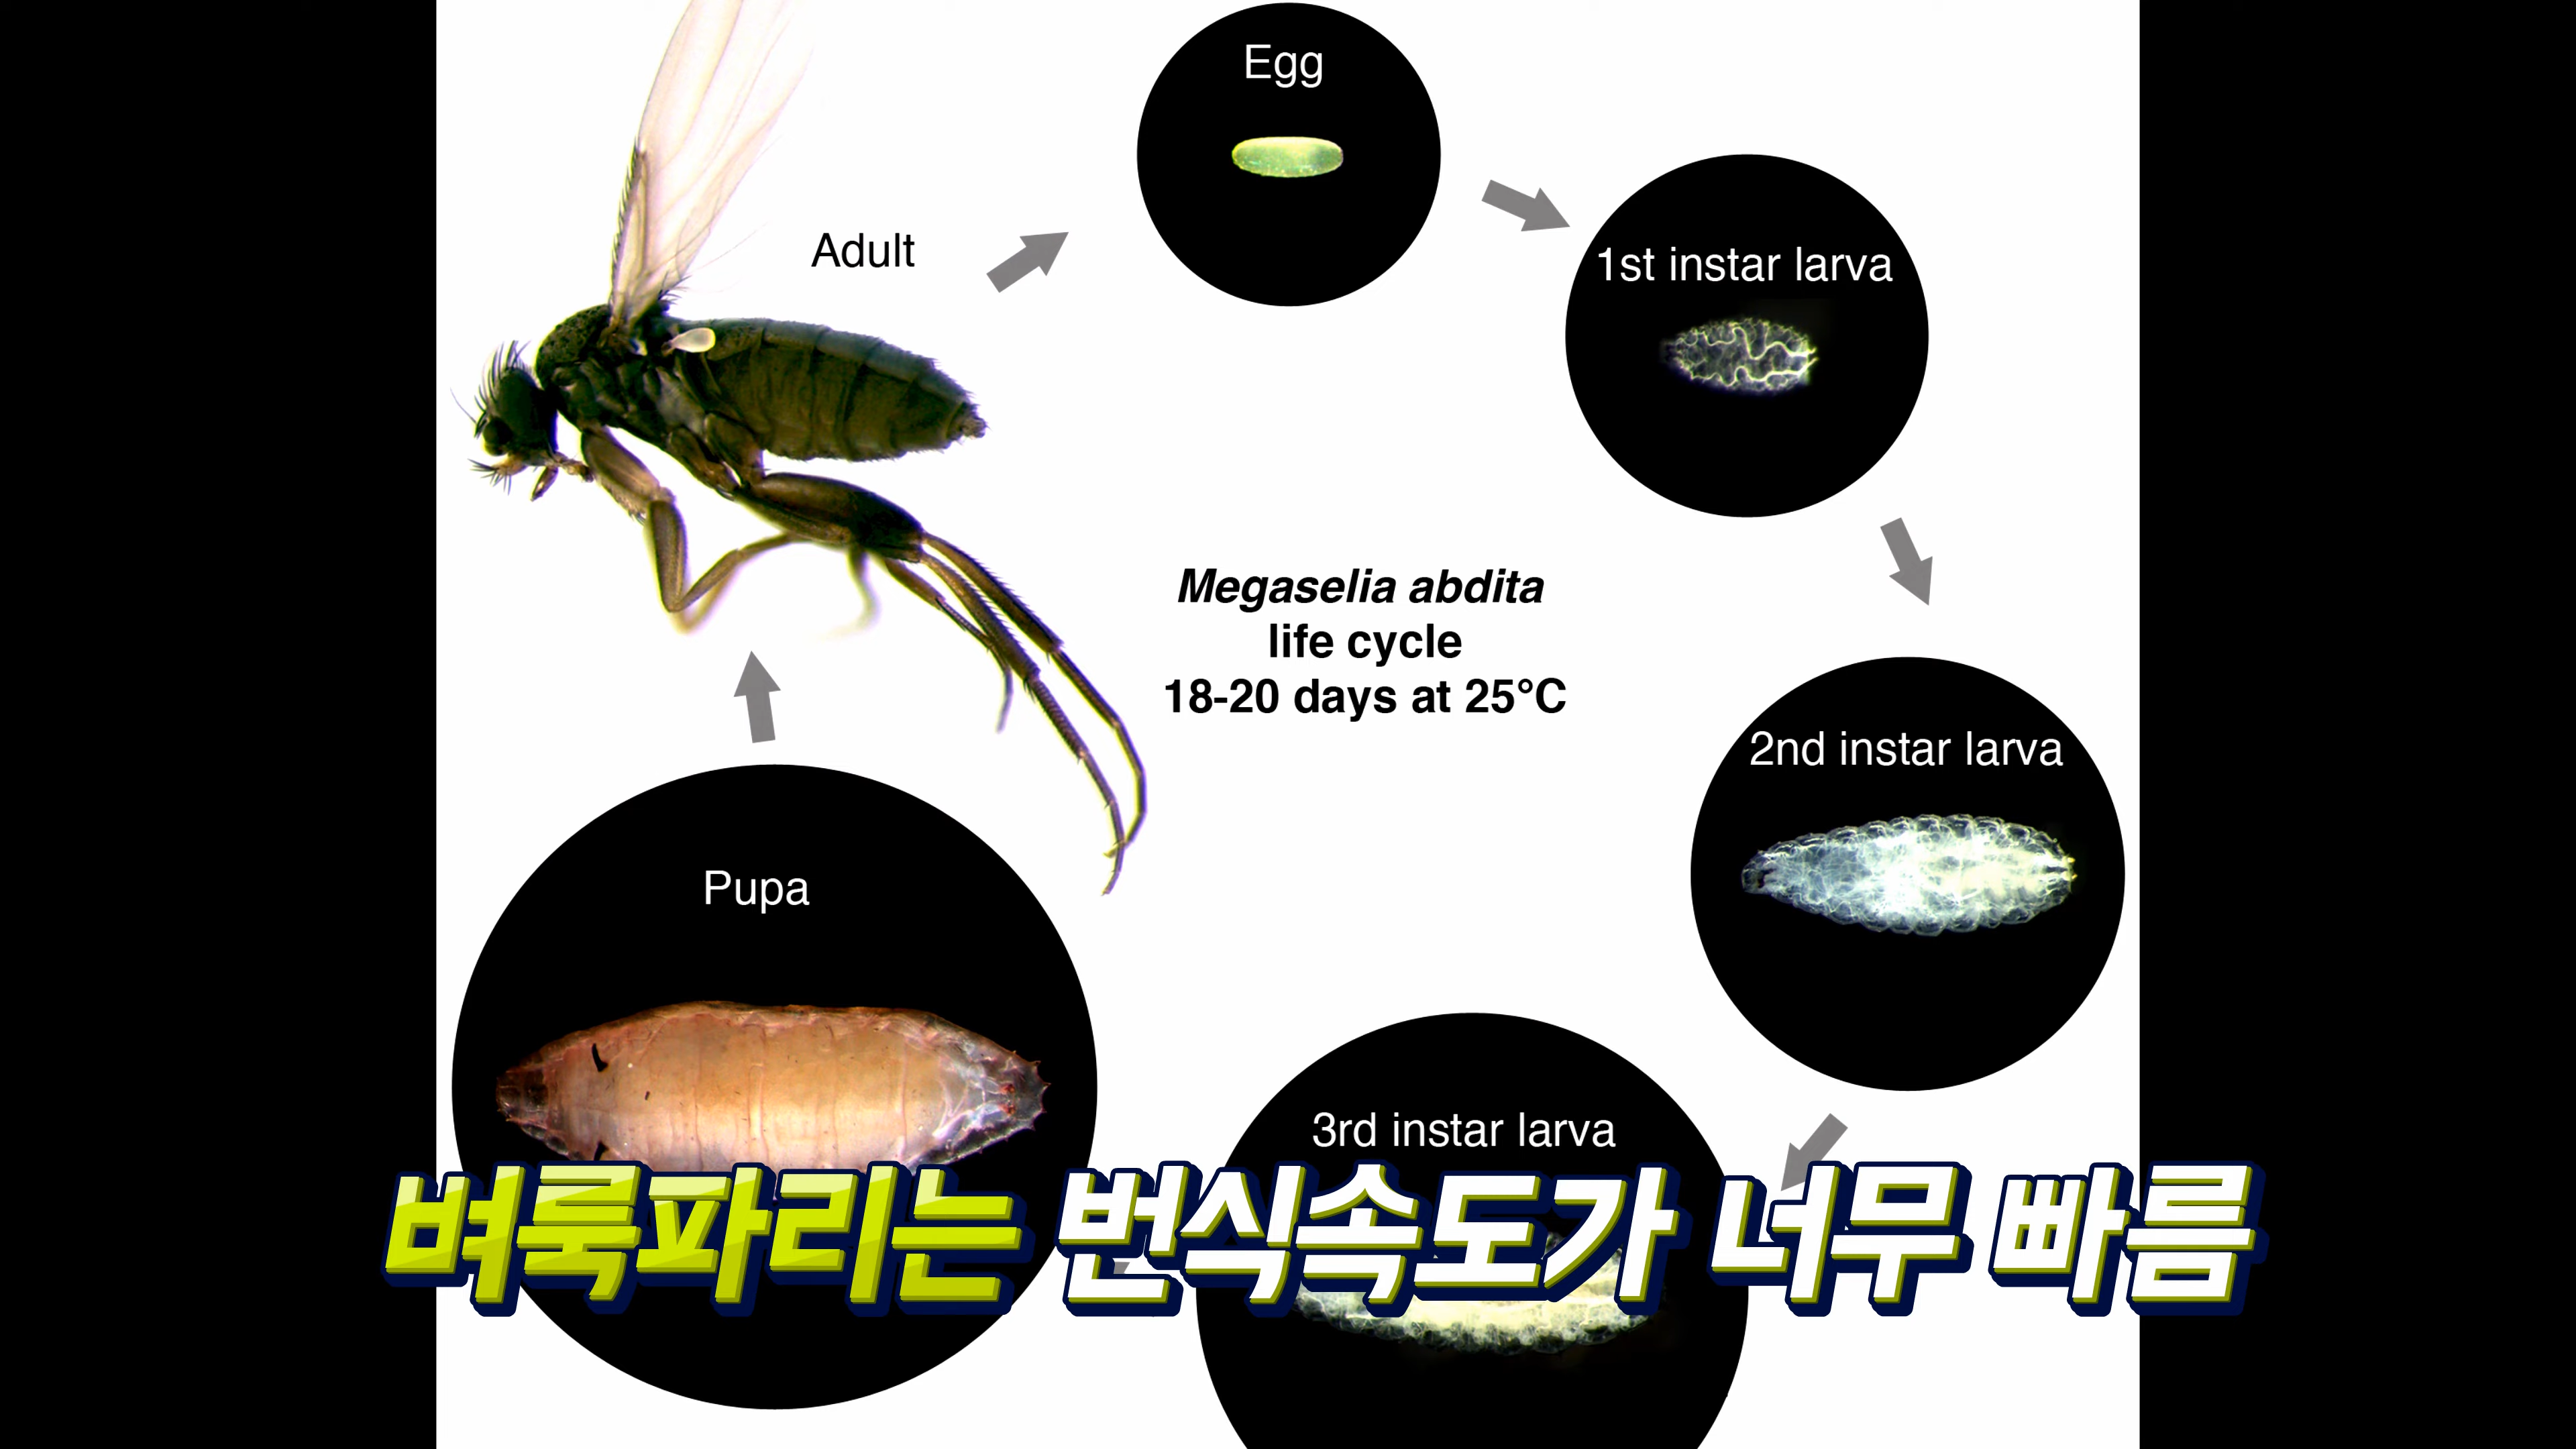 Egg
Adult
1st instar larva
Megaselia abdita
life cycle
18-20 days at 25°C
2nd instar larva
Pupa
3rd instar larva
벼룩파리는 번식속도가 너무 빠름